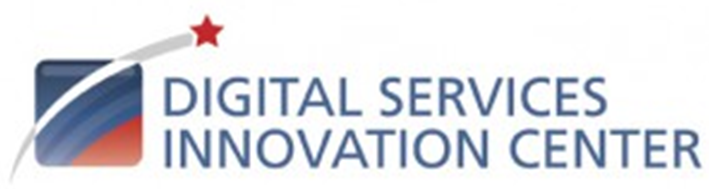 DIGITAL SERVICES
INNOVATION CENTER